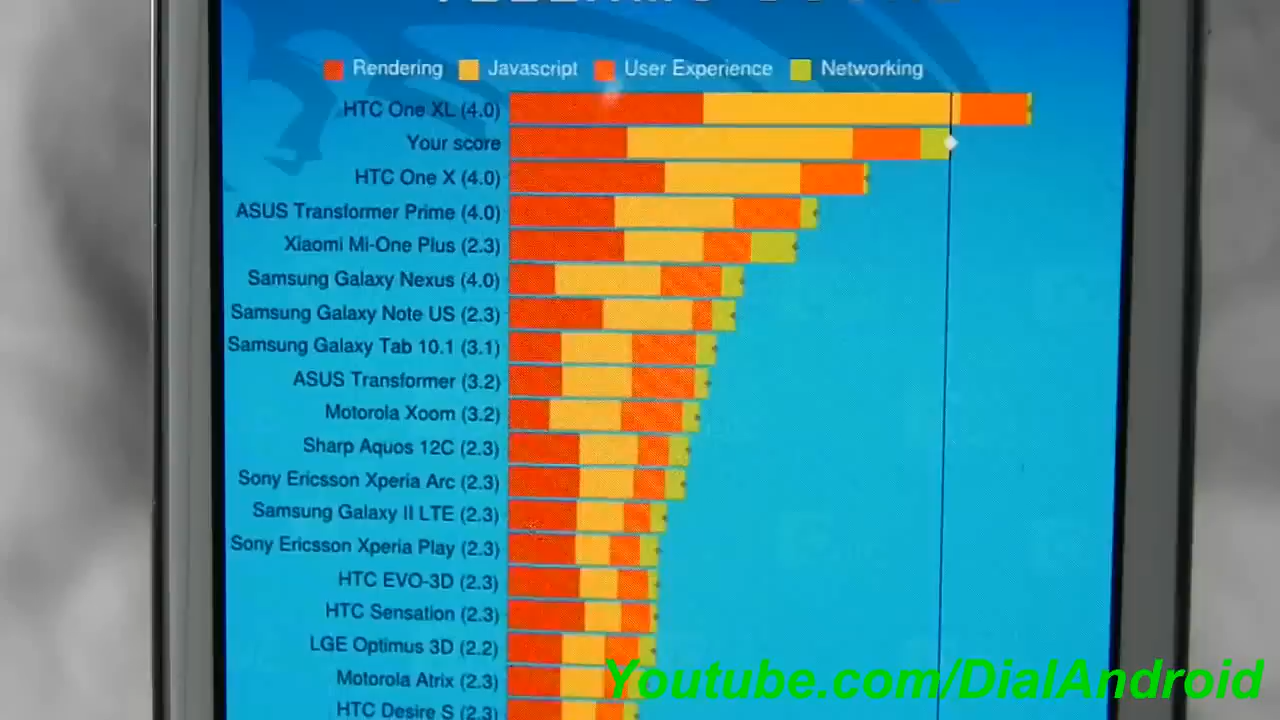 Rendering Javascript User Experience Networking
HTC One XL (4.0)
Your score
HTC One X (4.0)
ASUS Transformer Prime (4.0)
Xiaomi Mi-One Plus (2.3)
Samsung Galaxy Nexus (4.0)
Samsung Galaxy Note US (2.3)
Samsung Galaxy Tab 10.1 (3.1)
ASUS Transformer (3.2)
Motorola Xoom (3.2)
Sharp Aquos 12C (2.3)
Sony Ericsson Xperia Arc (2.3)
Samsung Galaxy II LTE (2.3)
Sony Ericsson Xperia Play (2.3)
HTC EVO-3D (2.3)
HTC Sensation (2.3)
LGE Optimus 3D (2.2)
Motorola Atrix (2.3)
HTC Desire S (2.3)
Youtube.com/DialAndroid